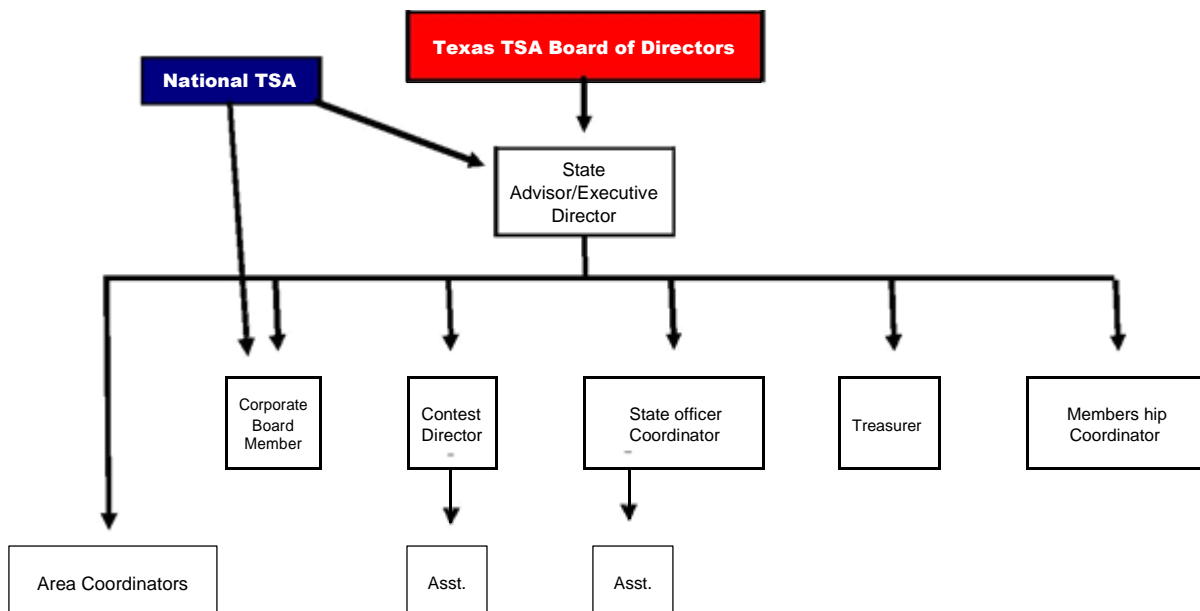 Texas TSA Board of Directors
National TSA
State
Advisor/Executive
Director
Corporate
Board
Member
Contest
Director
State officer
Coordinator
Treasurer
Members hip
Coordinator
Area Coordinators
Asst.
Asst.